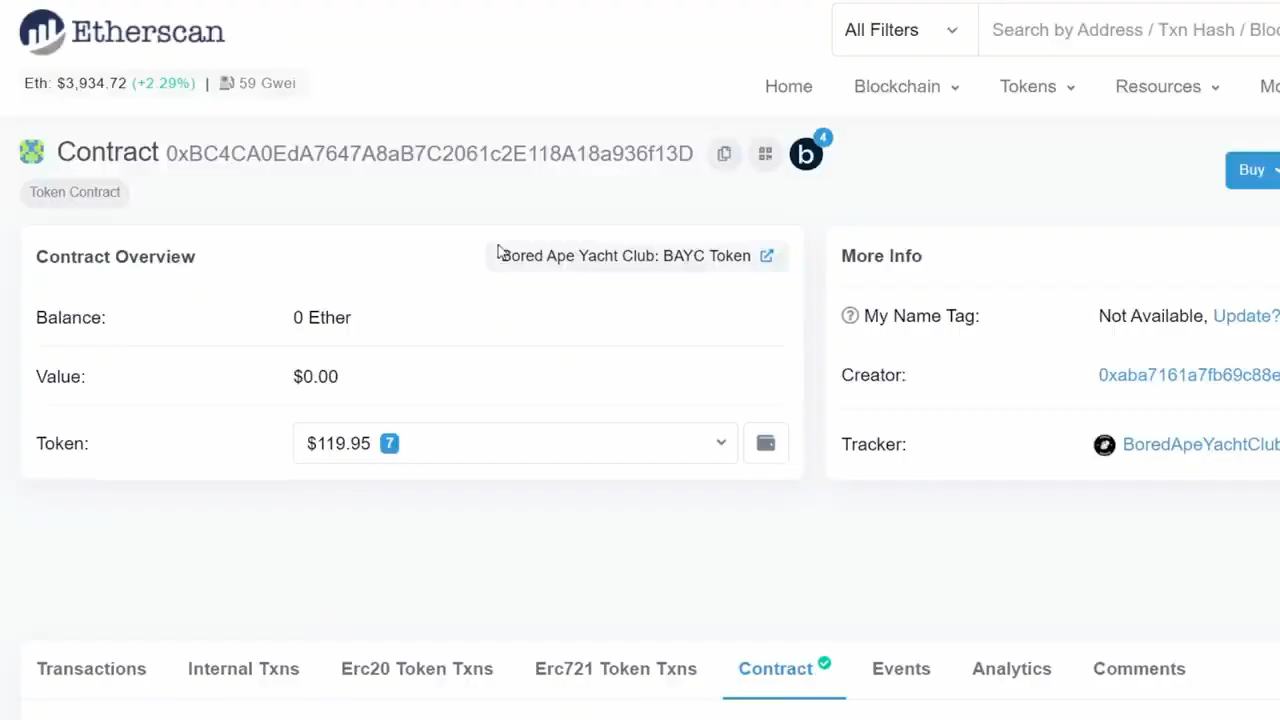 Etherscan
All Filters
Search by Address / Txn Hash / Bloc
Eth: $3,934.72 (+2.29%) | 59 Gwei
Home Blockchain Tokens Resources Mo
Contract 0xBC4CA0EdA7647A8aB7C2061c2E118A18a936f13D
b 4
Buy
Token Contract
Contract Overview
Bored Ape Yacht Club: BAYC Token
Balance: 0 Ether
Value: $0.00
Token: $119.95 7
More Info
? My Name Tag: Not Available, Update?
Creator: 0xaba7161a7fb69c88e
Tracker: BoredApeYachtClub
Transactions Internal Txns Erc20 Token Txns Erc721 Token Txns Contract Events Analytics Comments